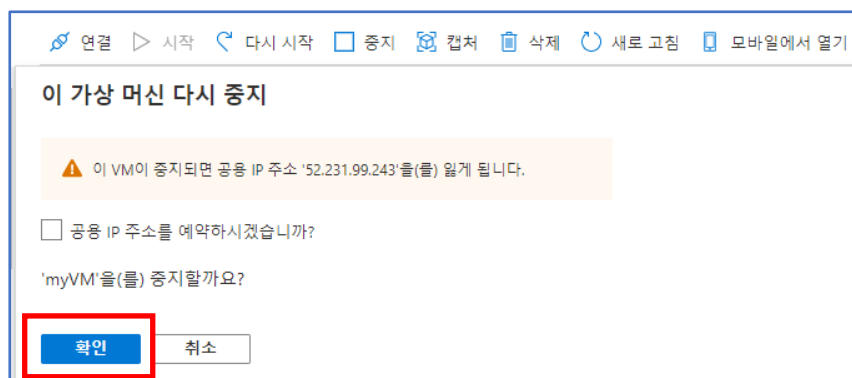 연결 시작 다시 시작 중지 캡처 삭제 새로 고침 모바일에서 열기
이 가상 머신 다시 중지
이 VM이 중지되면 공용 IP 주소 '52.231.99.243'을(를) 잃게 됩니다.
공용 IP 주소를 예약하시겠습니까?
'myVM'을(를) 중지할까요?
확인 취소